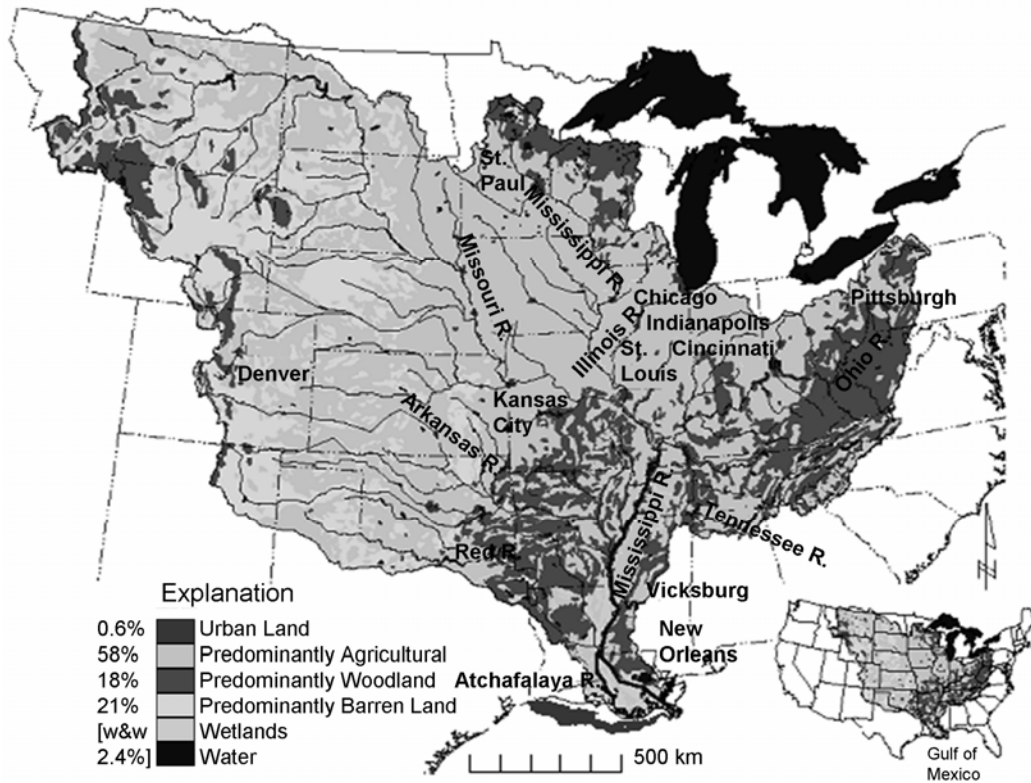 St.
Paul
Mississippi R.
Missouri R.
Chicago
Illinois R.
Indianapolis
Pittsburgh
St.
Louis
Cincinnati
Ohio R.
Denver
Kansas
City
Arkansas R.
Mississippi R.
Tennessee R.
Red R.
Vicksburg
New
Orleans
Atchafalaya R.
Explanation
0.6% Urban Land
58% Predominantly Agricultural
18% Predominantly Woodland
21% Predominantly Barren Land
[w&w Wetlands
2.4%] Water
500 km
Gulf of
Mexico